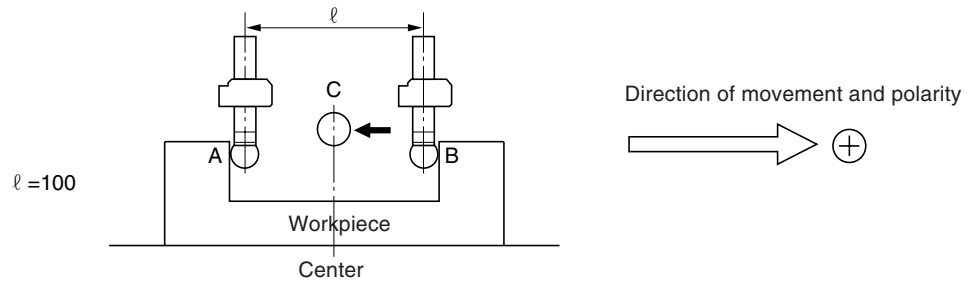 ℓ
C
Direction of movement and polarity
A
B
ℓ =100
Workpiece
Center